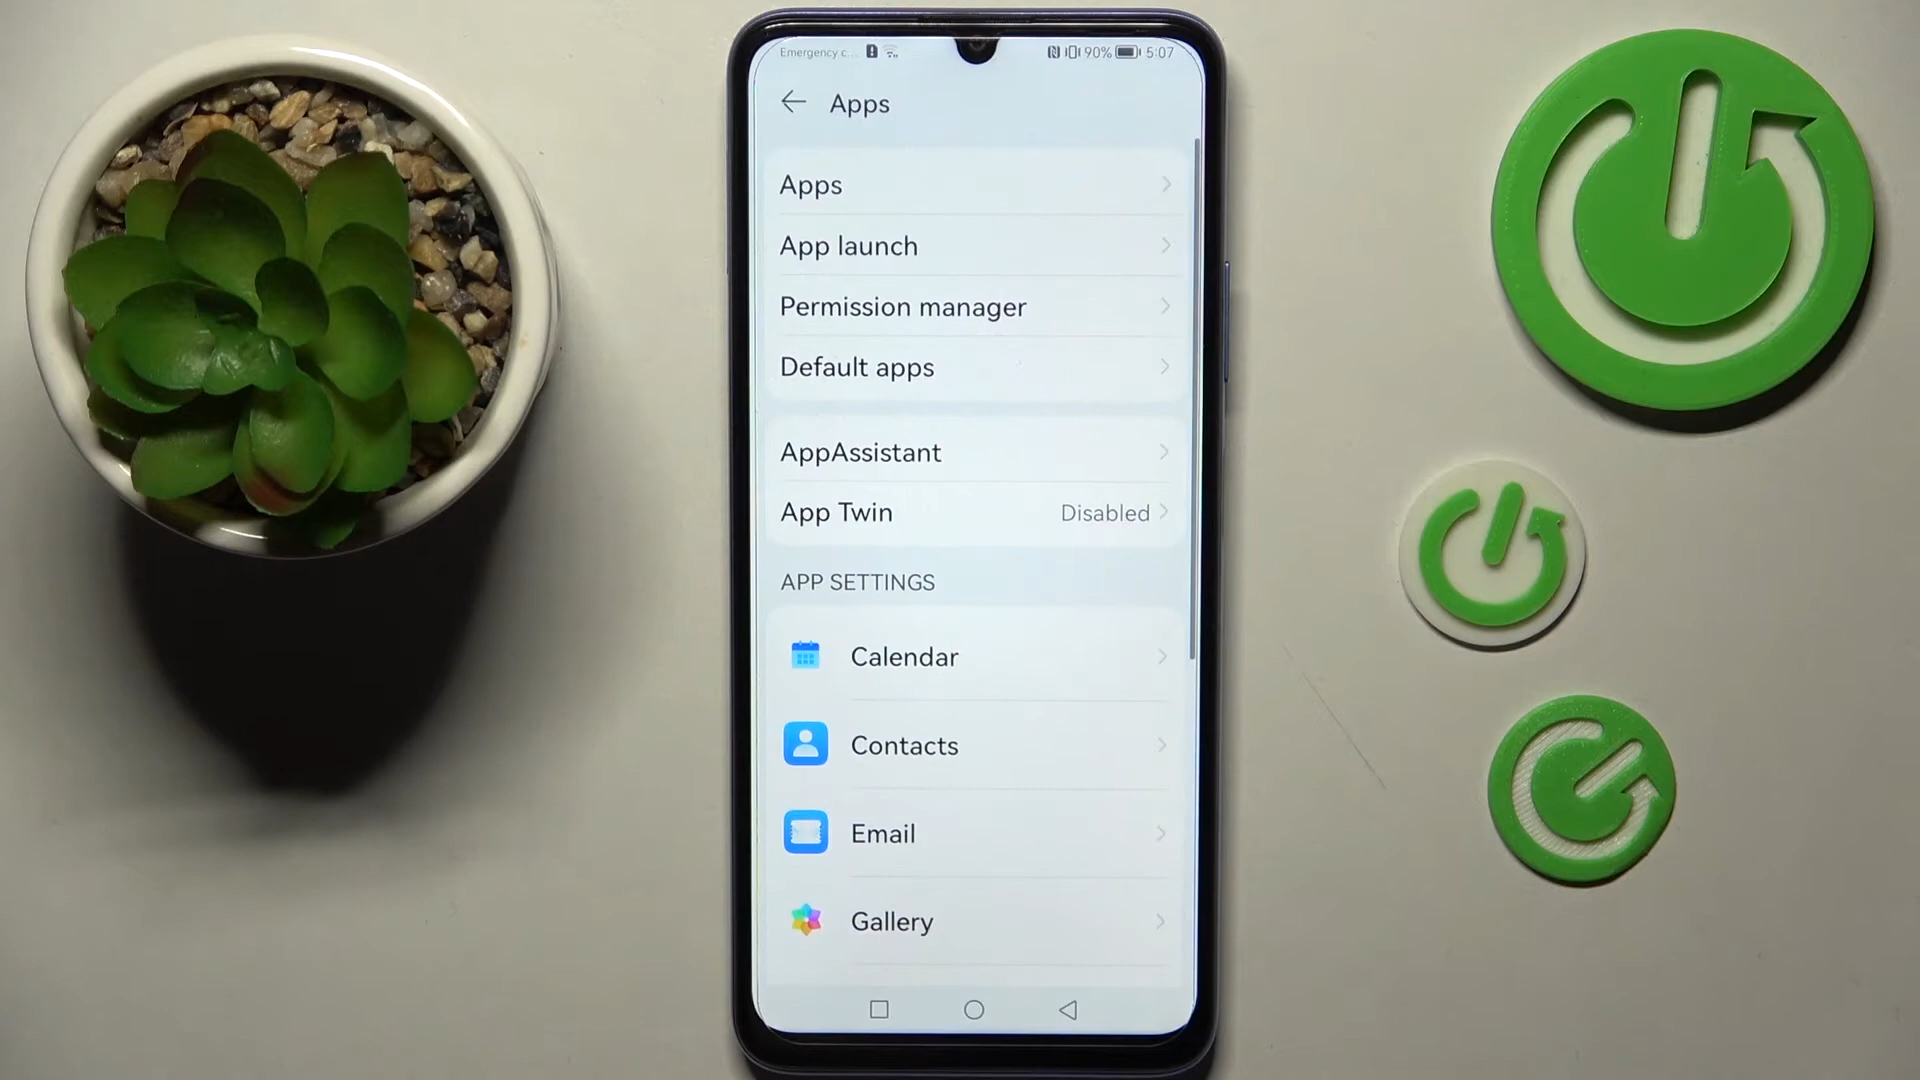 Emergency c... 90% 5:07
Apps
Apps
App launch
Permission manager
Default apps
AppAssistant
App Twin Disabled
APP SETTINGS
Calendar
Contacts
Email
Gallery